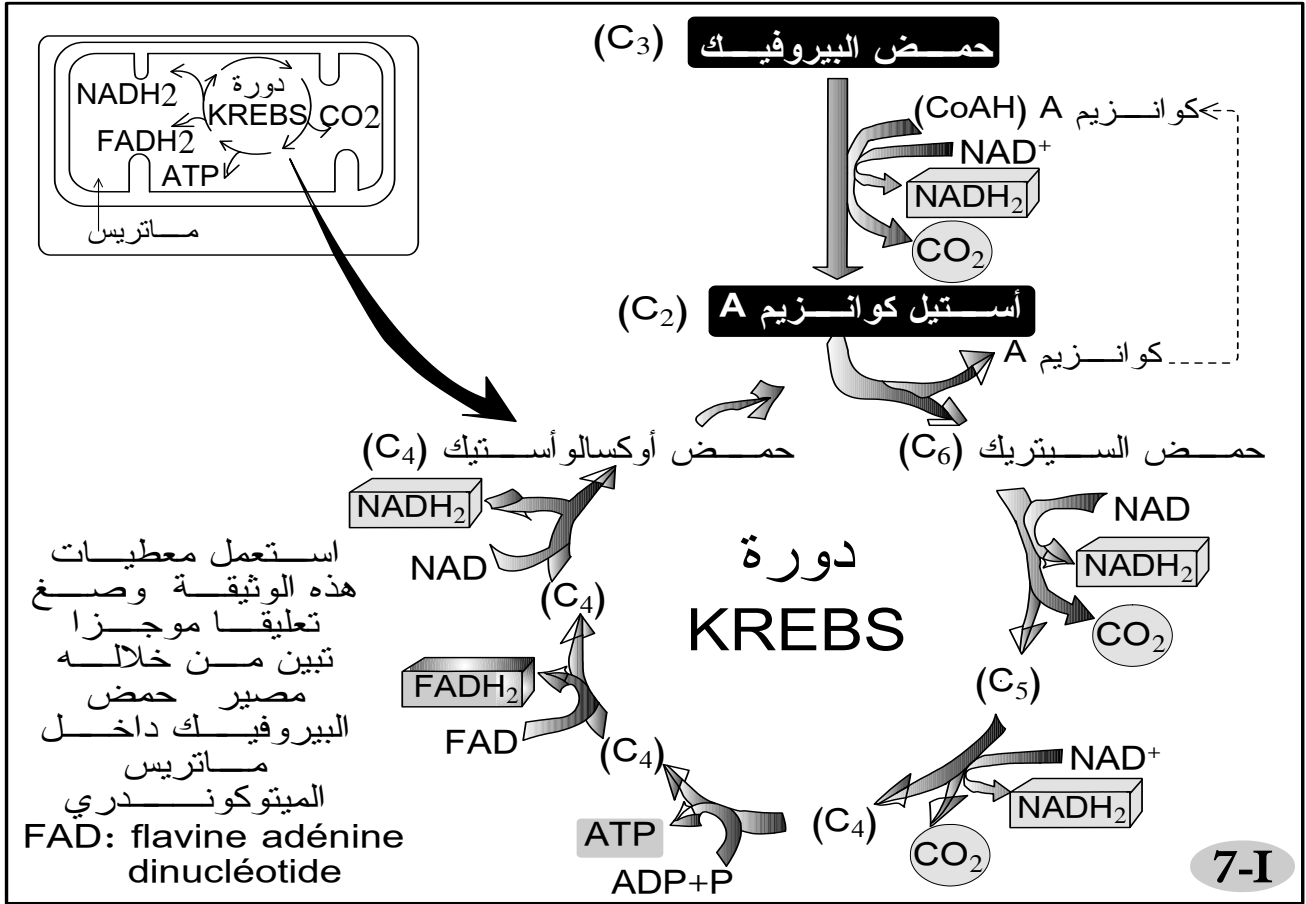 NADH2
FADH2
ATP
دورة
KREBS
CO2
ماتريس
حمض البيروفيك (C3)
كوانزيم A (CoAH)
NAD+
NADH2
CO2
أستيل كوانزيم A (C2)
كوانزيم A
حمض أوكسالوأستيك (C4)
حمض السيتريك (C6)
NAD
NADH2
CO2
(C5)
NAD+
NADH2
CO2
(C4)
ATP
ADP+P
(C4)
FADH2
FAD
(C4)
NADH2
NAD
دورة
KREBS
استعمل معطيات
هذه الوثيقة وصغ
تعليقا موجزا
تبين من خلاله
مصير حمض
البيروفيك داخل
ماتريس
الميتوكوندري
FAD: flavine adénine
dinucléotide
7-I